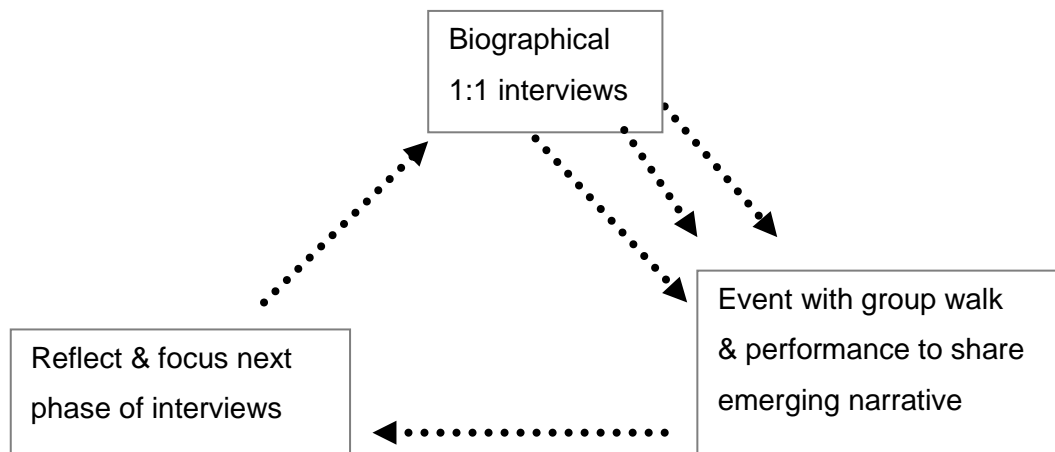 Biographical
1:1 interviews
Event with group walk
& performance to share
emerging narrative
Reflect & focus next
phase of interviews